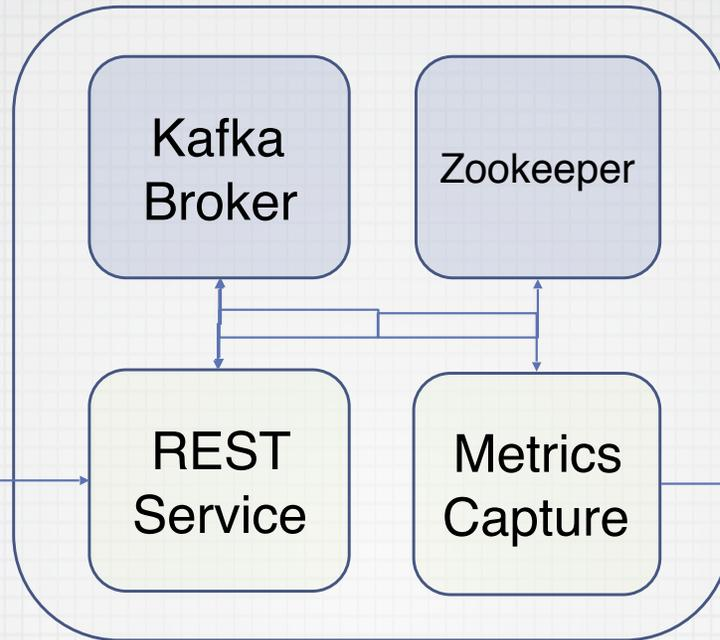 Kafka
Broker
Zookeeper
REST
Service
Metrics
Capture